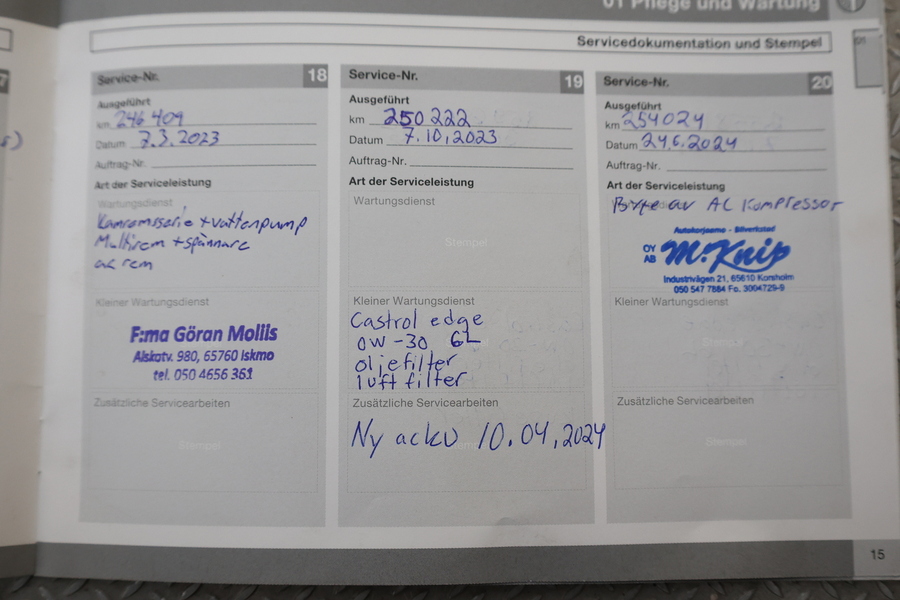 01 Pflege und Wartung
Servicedokumentation und Stempel
Service-Nr. 18
Ausgeführt
km 246 409
Datum 7.3.2023
Auftrag-Nr.
Art der Serviceleistung
Wartungsdienst
Kamremsserie + vattenpump
Multirem + spännare
ac rem
Kleiner Wartungsdienst
F:ma Göran Moliis
Alskatv. 980, 65760 Iskmo
tel. 050 4656 361
Zusätzliche Servicearbeiten
Stempel
Service-Nr. 19
Ausgeführt
km 250 222
Datum 7.10.2023
Auftrag-Nr.
Art der Serviceleistung
Wartungsdienst
Stempel
Kleiner Wartungsdienst
Castrol edge
0W-30 6L
oljefilter
luft filter
Zusätzliche Servicearbeiten
Ny acku 10.04.2024
Service-Nr. 20
Ausgeführt
km 254024
Datum 24.6.2024
Auftrag-Nr.
Art der Serviceleistung
Byte av AC Kompressor
Autokorjaamo - Bilverkstad
OY AB M. Knip
Industrivägen 21, 65610 Korsholm
050 547 7884 Fo. 3004729-9
Kleiner Wartungsdienst
Stempel
Zusätzliche Servicearbeiten
Stempel
15